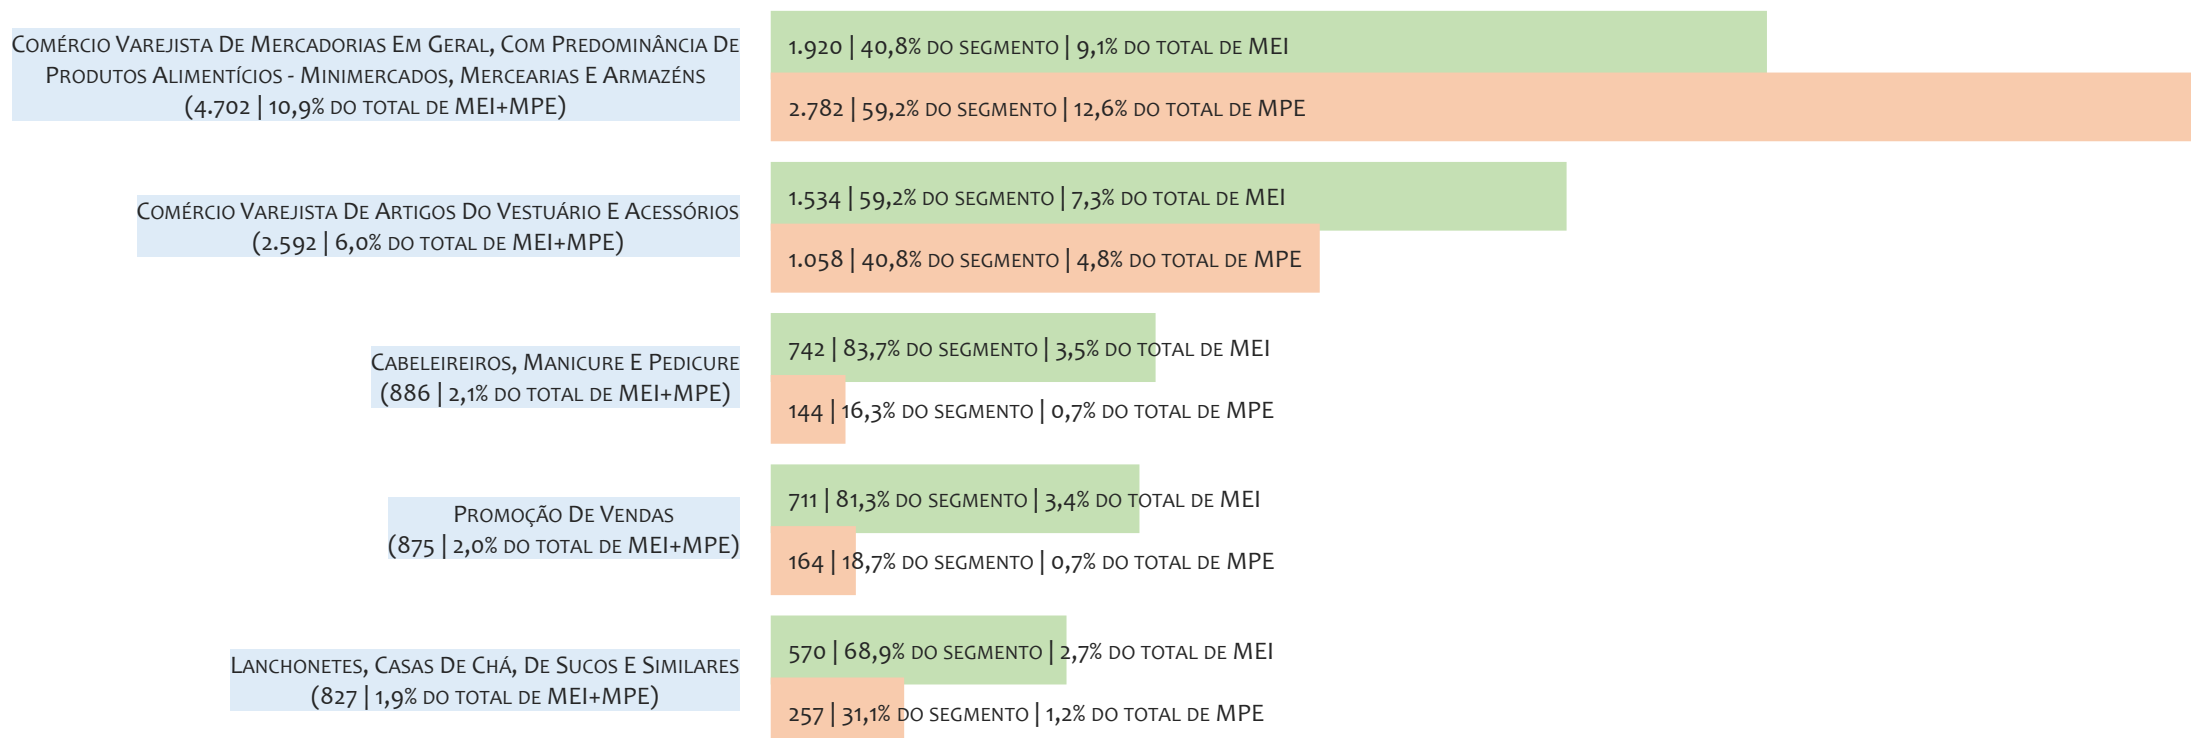 Comércio Varejista De Mercadorias Em Geral, Com Predominância De
Produtos Alimentícios - Minimercados, Mercearias E Armazéns
(4.702 | 10,9% do total de MEI+MPE)
1.920 | 40,8% do segmento | 9,1% do total de MEI
2.782 | 59,2% do segmento | 12,6% do total de MPE
Comércio Varejista De Artigos Do Vestuário E Acessórios
(2.592 | 6,0% do total de MEI+MPE)
1.534 | 59,2% do segmento | 7,3% do total de MEI
1.058 | 40,8% do segmento | 4,8% do total de MPE
Cabeleireiros, Manicure E Pedicure
(886 | 2,1% do total de MEI+MPE)
742 | 83,7% do segmento | 3,5% do total de MEI
144 | 16,3% do segmento | 0,7% do total de MPE
Promoção De Vendas
(875 | 2,0% do total de MEI+MPE)
711 | 81,3% do segmento | 3,4% do total de MEI
164 | 18,7% do segmento | 0,7% do total de MPE
Lanchonetes, Casas De Chá, De Sucos E Similares
(827 | 1,9% do total de MEI+MPE)
570 | 68,9% do segmento | 2,7% do total de MEI
257 | 31,1% do segmento | 1,2% do total de MPE